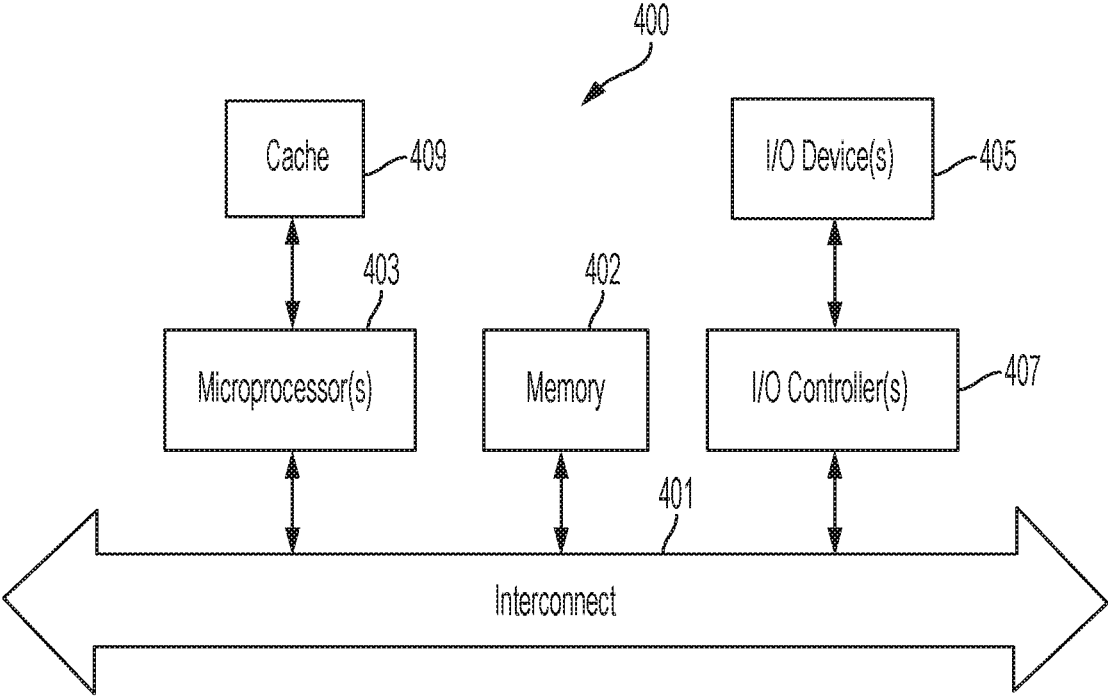 400
Cache
409
I/O Device(s)
405
403
402
Microprocessor(s)
Memory
I/O Controller(s)
407
401
Interconnect